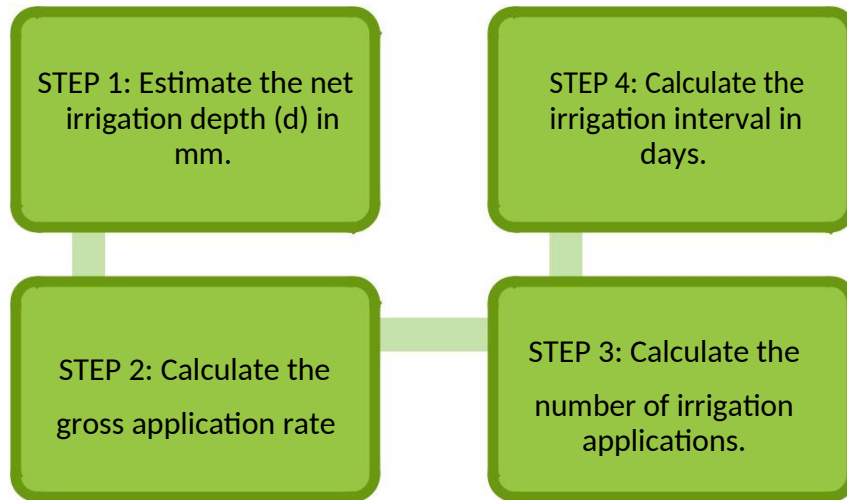 STEP 1: Estimate the net
irrigation depth (d) in
mm.
STEP 2: Calculate the
gross application rate
STEP 3: Calculate the
number of irrigation
applications.
STEP 4: Calculate the
irrigation interval in
days.